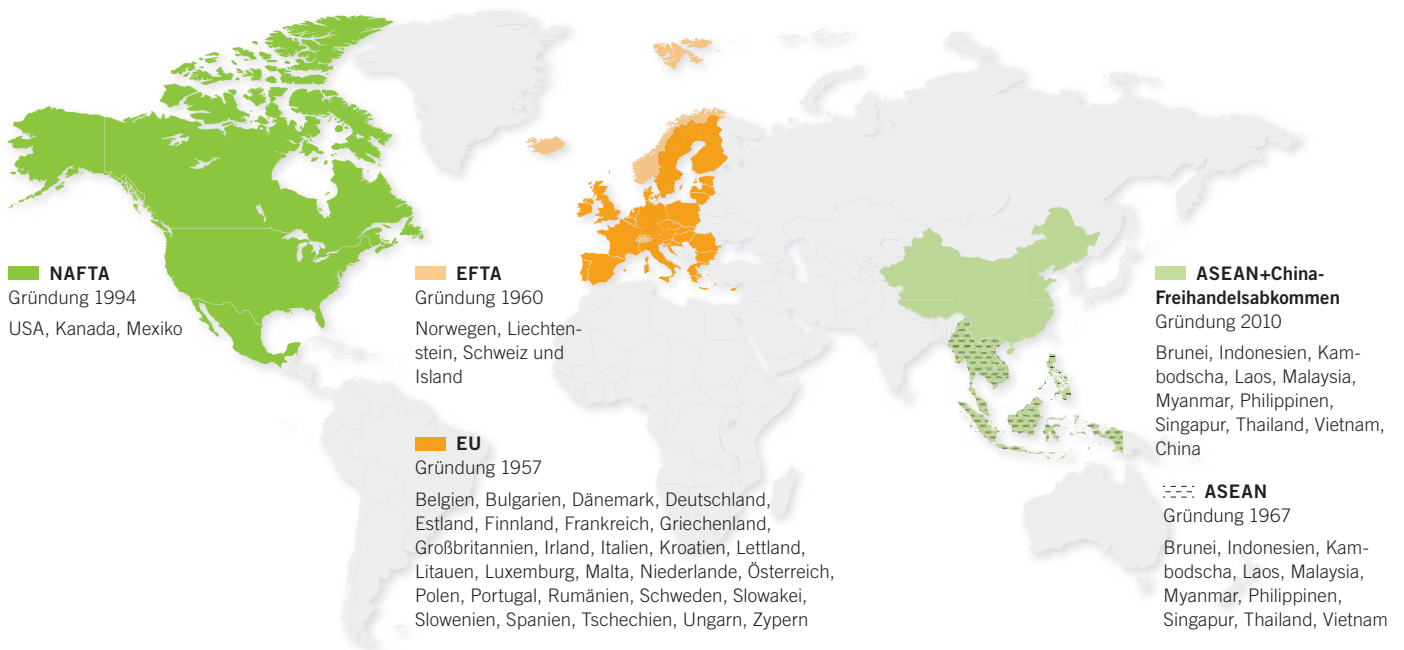 NAFTA
Gründung 1994
USA, Kanada, Mexiko
EFTA
Gründung 1960
Norwegen, Liechten-
stein, Schweiz und
Island
EU
Gründung 1957
Belgien, Bulgarien, Dänemark, Deutschland,
Estland, Finnland, Frankreich, Griechenland,
Großbritannien, Irland, Italien, Kroatien, Lettland,
Litauen, Luxemburg, Malta, Niederlande, Österreich,
Polen, Portugal, Rumänien, Schweden, Slowakei,
Slowenien, Spanien, Tschechien, Ungarn, Zypern
ASEAN+China-
Freihandelsabkommen
Gründung 2010
Brunei, Indonesien, Kam-
bodscha, Laos, Malaysia,
Myanmar, Philippinen,
Singapur, Thailand, Vietnam,
China
ASEAN
Gründung 1967
Brunei, Indonesien, Kam-
bodscha, Laos, Malaysia,
Myanmar, Philippinen,
Singapur, Thailand, Vietnam